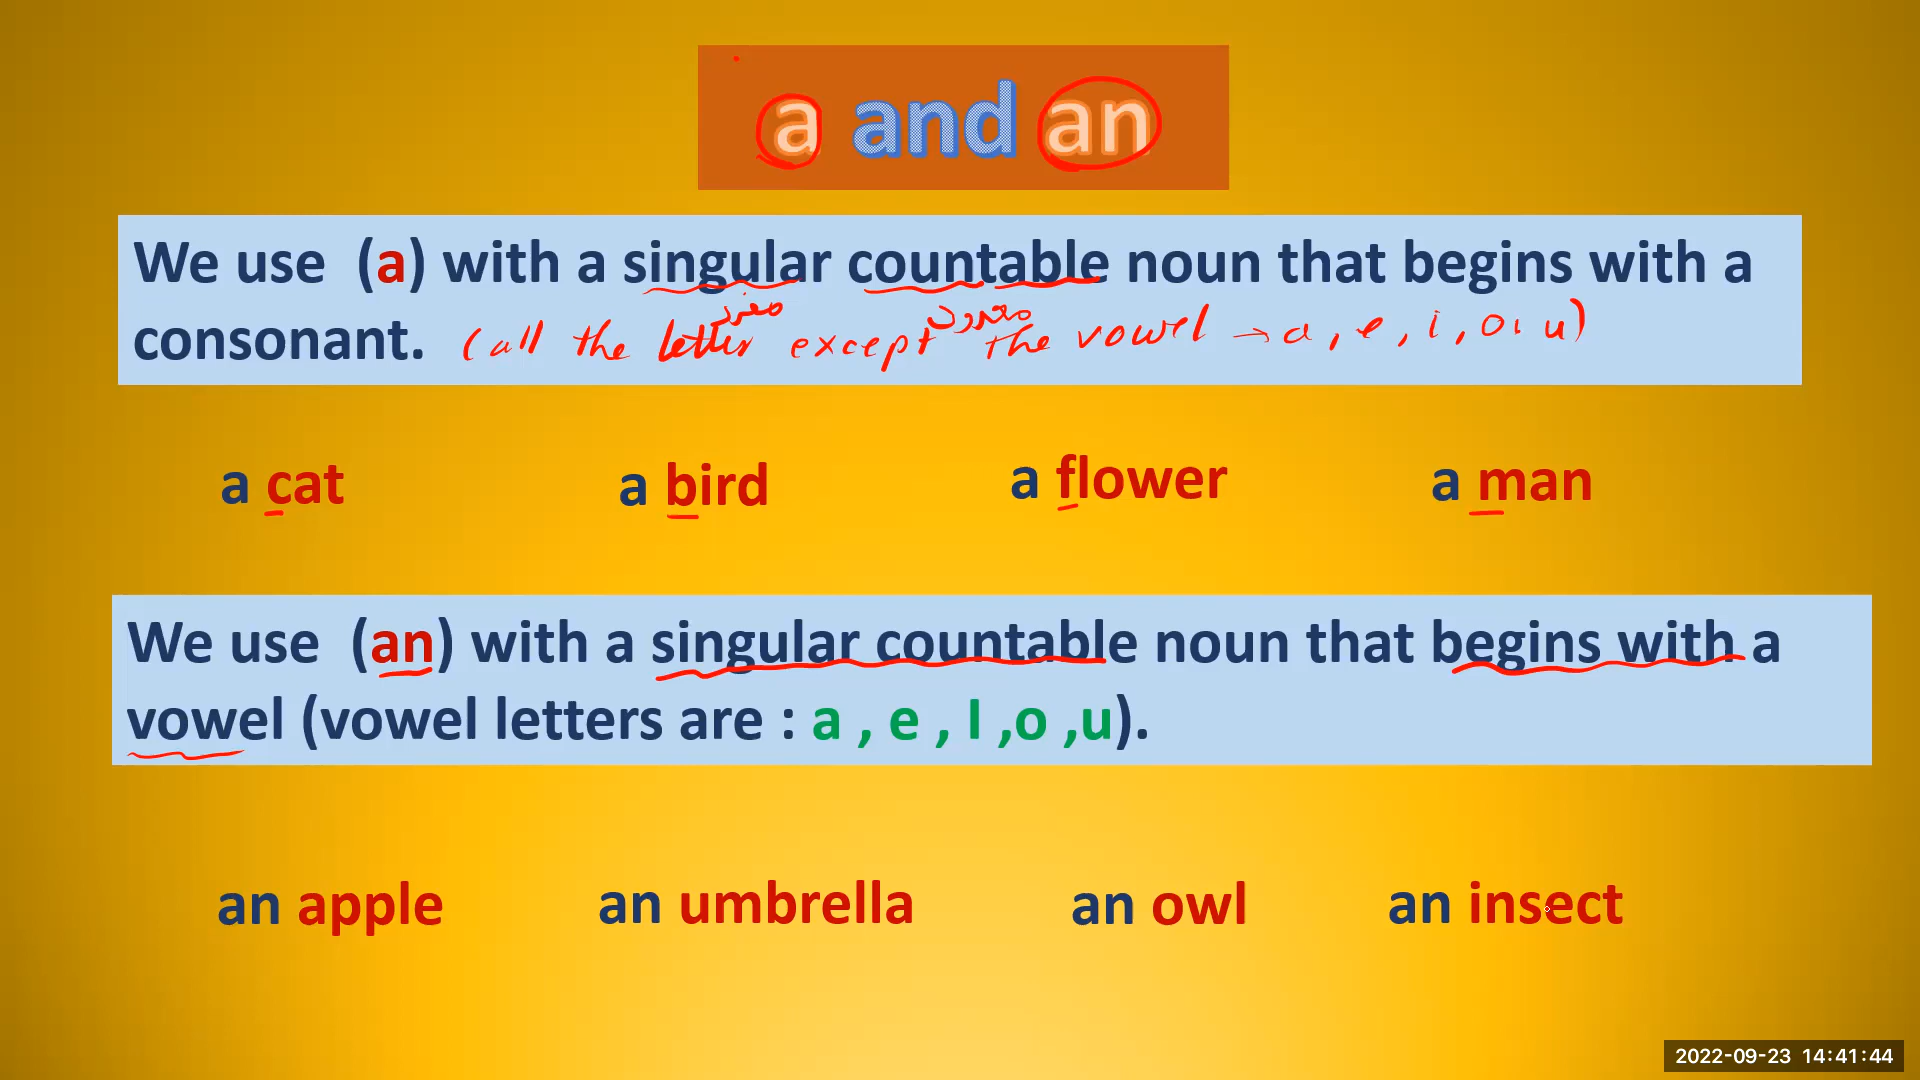 a and an
We use (a) with a singular countable noun that begins with a
مفرد معدود
consonant. (all the letter except the vowel → a, e, i, o, u)
a cat a bird a flower a man
We use (an) with a singular countable noun that begins with a
vowel (vowel letters are : a , e , I ,o ,u).
an apple an umbrella an owl an insect
2022-09-23 14:41:44